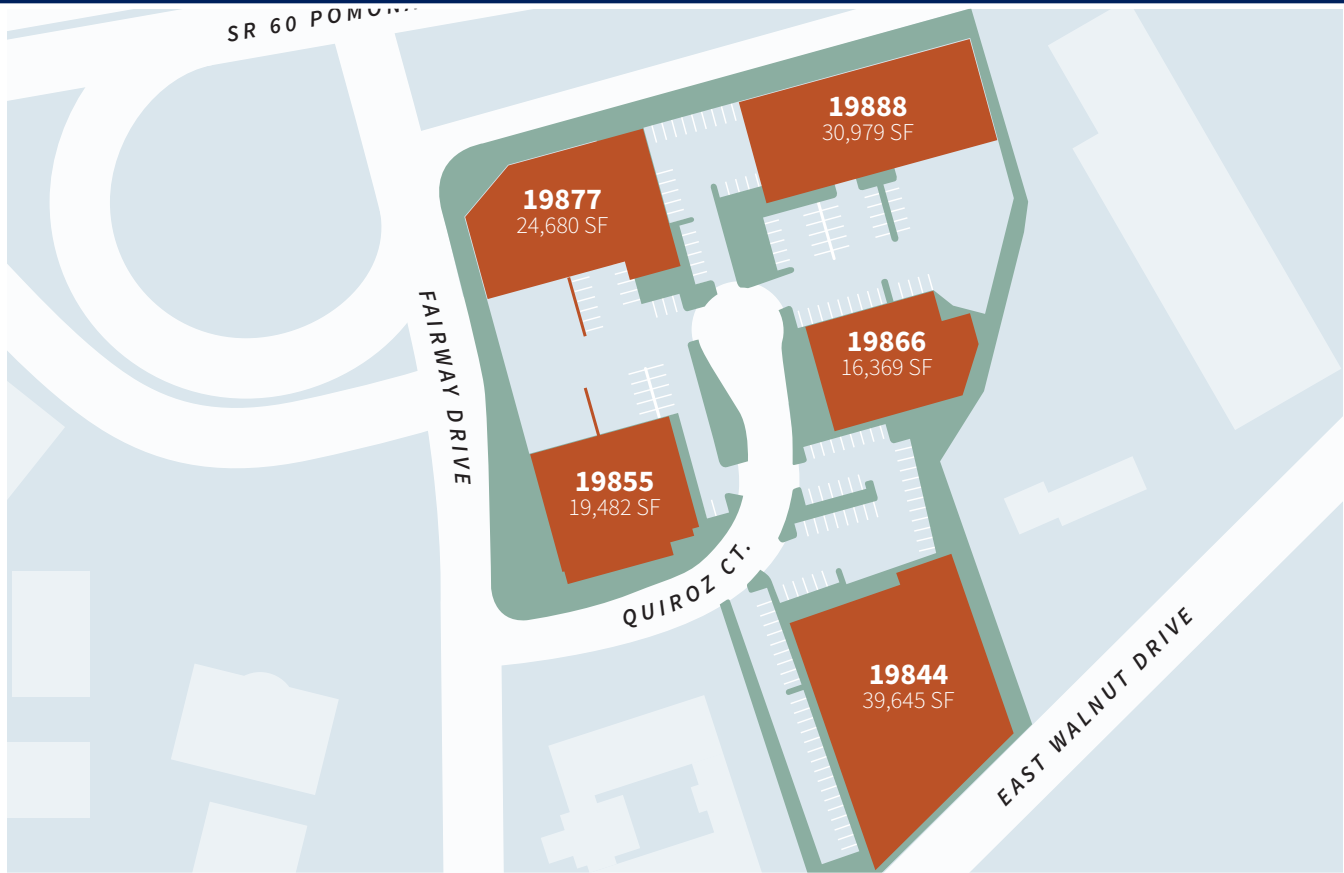 SR 60
19888
30,979 SF
19877
24,680 SF
FAIRWAY DRIVE
19866
16,369 SF
19855
19,482 SF
QUIROZ CT.
19844
39,645 SF
EAST WALNUT DRIVE